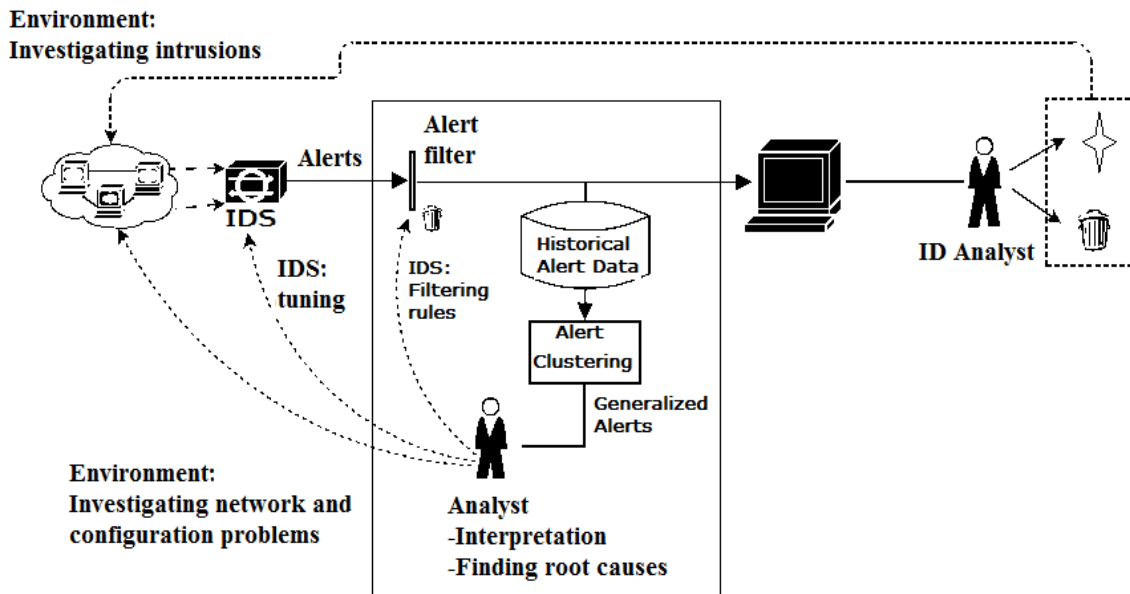 Environment:
Investigating intrusions
Alert
filter
Alerts
IDS
ID Analyst
Historical
Alert Data
IDS:
tuning
IDS:
Filtering
rules
Alert
Clustering
Generalized
Alerts
Environment:
Investigating network and
configuration problems
Analyst
-Interpretation
-Finding root causes